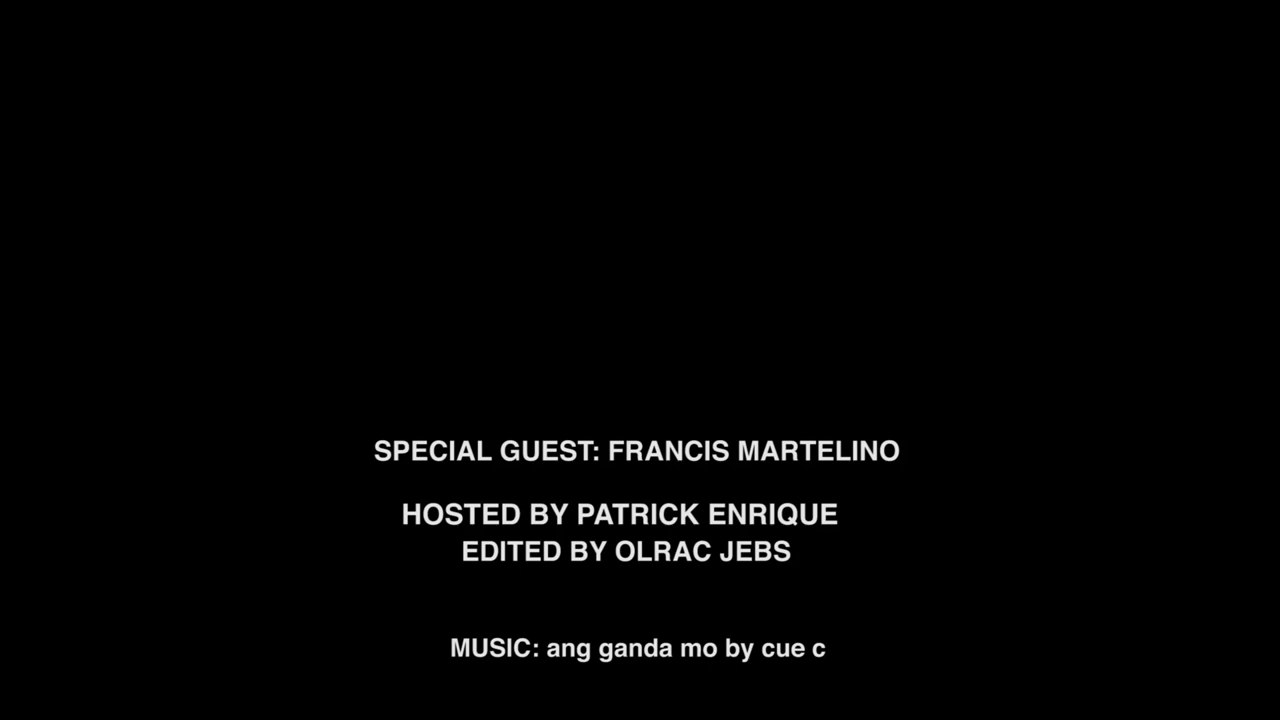 SPECIAL GUEST: FRANCIS MARTELINO
HOSTED BY PATRICK ENRIQUE
EDITED BY OLRAC JEBS
MUSIC: ang ganda mo by cue c